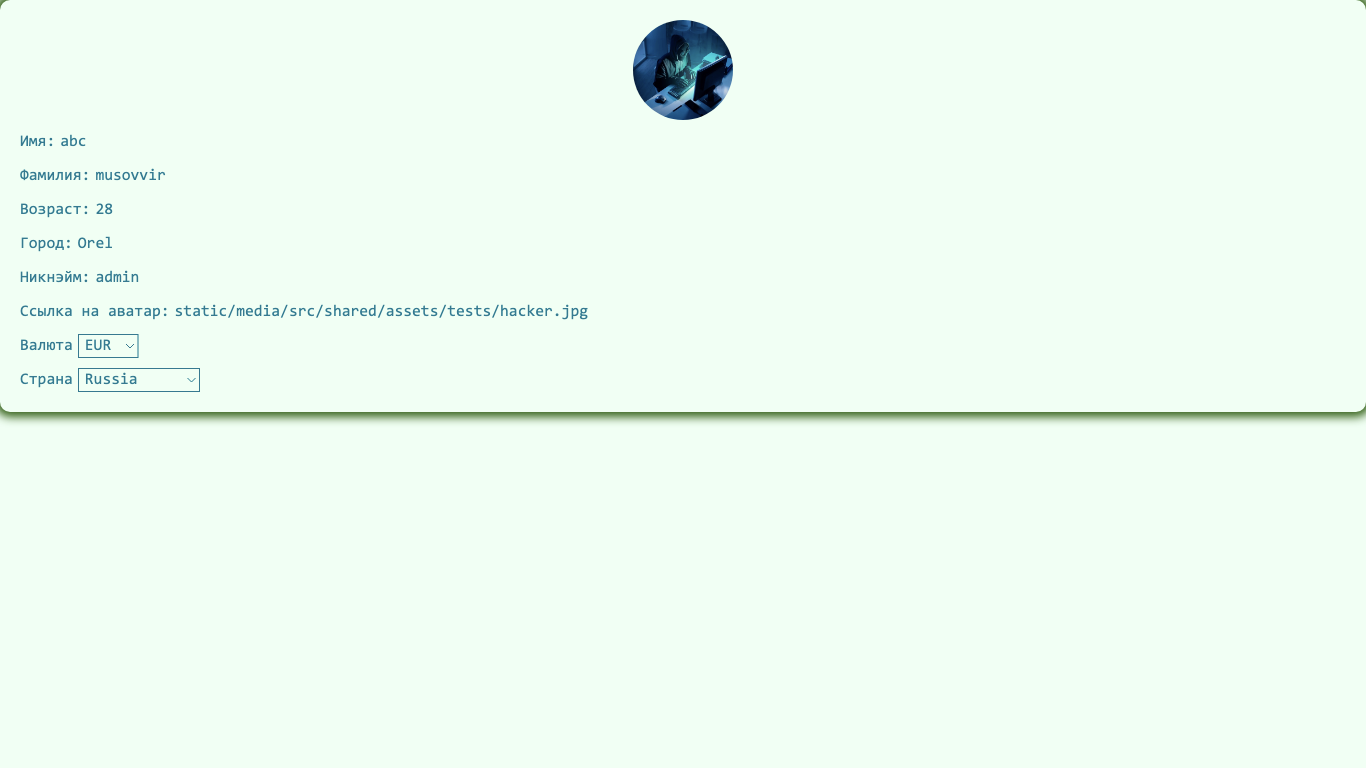 Имя: abc
Фамилия: musovvir
Возраст: 28
Город: Orel
Никнэйм: admin
Ссылка на аватар: static/media/src/shared/assets/tests/hacker.jpg
Валюта EUR
Страна Russia